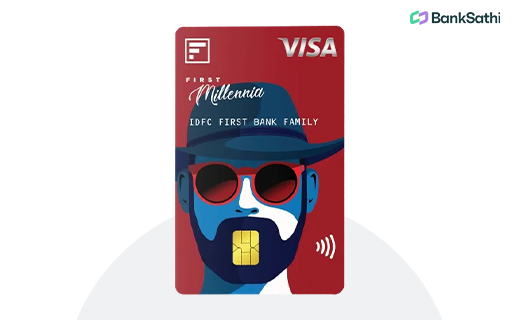 BankSathi
VISA
FIRST
Millennia
IDFC FIRST BANK FAMILY